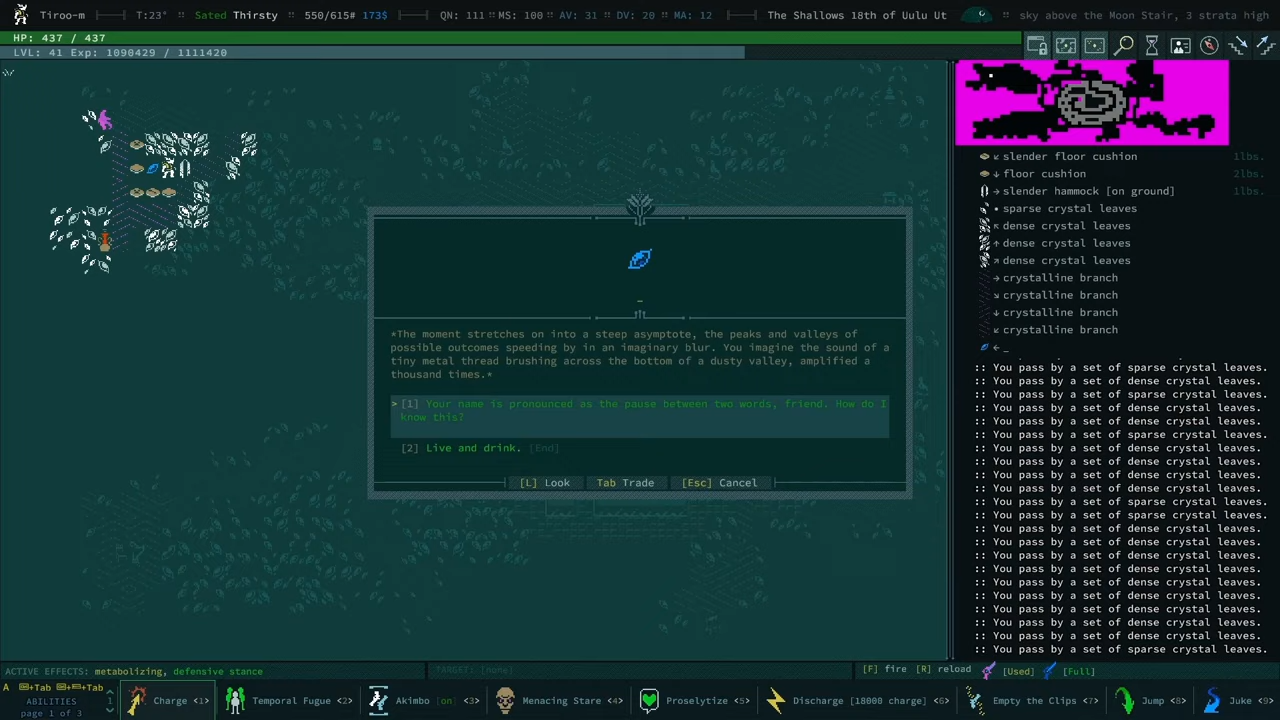 Tiroo-m T:23° :: Sated Thirsty :: 550/615# 173$ QN: 111 :: MS: 100 :: AV: 31 :: DV: 20 :: MA: 12 The Shallows 18th of Uulu Ut :: sky above the Moon Stair, 3 strata high
HP: 437 / 437
LVL: 41 Exp: 1090429 / 1111420
slender floor cushion 1lbs.
floor cushion 2lbs.
slender hammock [on ground] 1lbs.
sparse crystal leaves
dense crystal leaves
dense crystal leaves
dense crystal leaves
crystalline branch
crystalline branch
crystalline branch
crystalline branch
_
_
*The moment stretches on into a steep asymptote, the peaks and valleys of
possible outcomes speeding by in an imaginary blur. You imagine the sound of a
tiny metal thread brushing across the bottom of a dusty valley, amplified a
thousand times.*
> [1] Your name is pronounced as the pause between two words, friend. How do I
know this?
[2] Live and drink. [End]
[L] Look Tab Trade [Esc] Cancel
:: You pass by a set of sparse crystal leaves.
:: You pass by a set of dense crystal leaves.
:: You pass by a set of sparse crystal leaves.
:: You pass by a set of dense crystal leaves.
:: You pass by a set of dense crystal leaves.
:: You pass by a set of sparse crystal leaves.
:: You pass by a set of dense crystal leaves.
:: You pass by a set of dense crystal leaves.
:: You pass by a set of dense crystal leaves.
:: You pass by a set of dense crystal leaves.
:: You pass by a set of sparse crystal leaves.
:: You pass by a set of sparse crystal leaves.
:: You pass by a set of dense crystal leaves.
:: You pass by a set of dense crystal leaves.
:: You pass by a set of dense crystal leaves.
:: You pass by a set of dense crystal leaves.
:: You pass by a set of dense crystal leaves.
:: You pass by a set of sparse crystal leaves.
:: You pass by a set of dense crystal leaves.
:: You pass by a set of dense crystal leaves.
:: You pass by a set of dense crystal leaves.
:: You pass by a set of sparse crystal leaves.
ACTIVE EFFECTS: metabolizing, defensive stance TARGET: [none] [F] fire [R] reload [Used] [Full]
A +Tab +Tab
ABILITIES
page 1 of 3
1
Charge <1> Temporal Fugue <2> Akimbo [on] <3> Menacing Stare <4> Proselytize <5> Discharge [18000 charge] <6> Empty the Clips <7> Jump <8> Juke <9>